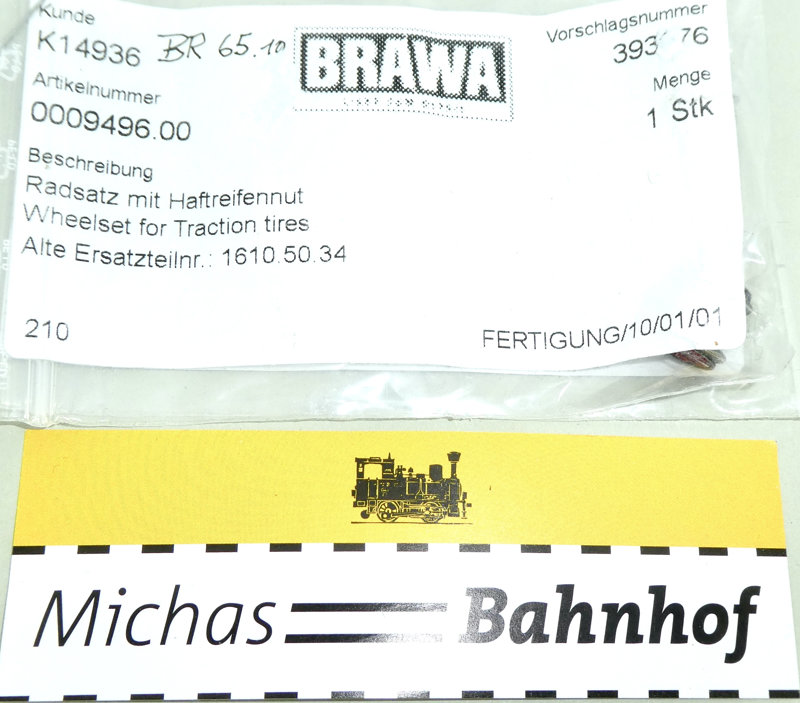 Kunde
K14936 BR 65.10
BRAWA
Vorschlagsnummer
Menge
1 Stk
Artikelnummer
0009496.00
Beschreibung
Radsatz mit Haftreifennut
Wheelset for Traction tires
Alte Ersatzteilnr.: 1610.50.34
210
FERTIGUNG/10/01/01
Michas Bahnhof